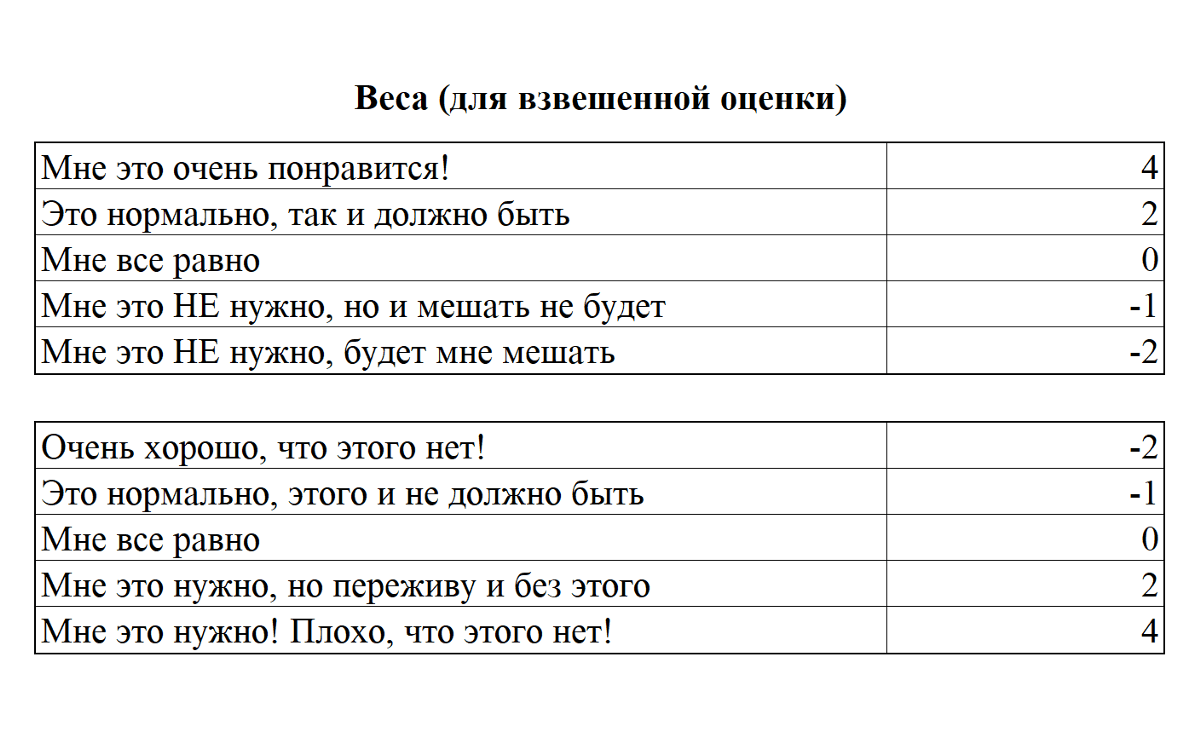 Веса (для взвешенной оценки)
Мне это очень понравится! 4
Это нормально, так и должно быть 2
Мне все равно 0
Мне это НЕ нужно, но и мешать не будет -1
Мне это НЕ нужно, будет мне мешать -2
Очень хорошо, что этого нет! -2
Это нормально, этого и не должно быть -1
Мне все равно 0
Мне это нужно, но переживу и без этого 2
Мне это нужно! Плохо, что этого нет! 4